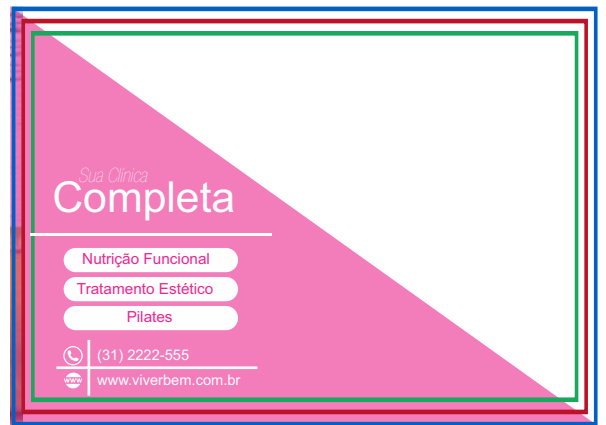 Sua Clínica
Completa
Nutrição Funcional
Tratamento Estético
Pilates
(31) 2222-555
www www.viverbem.com.br